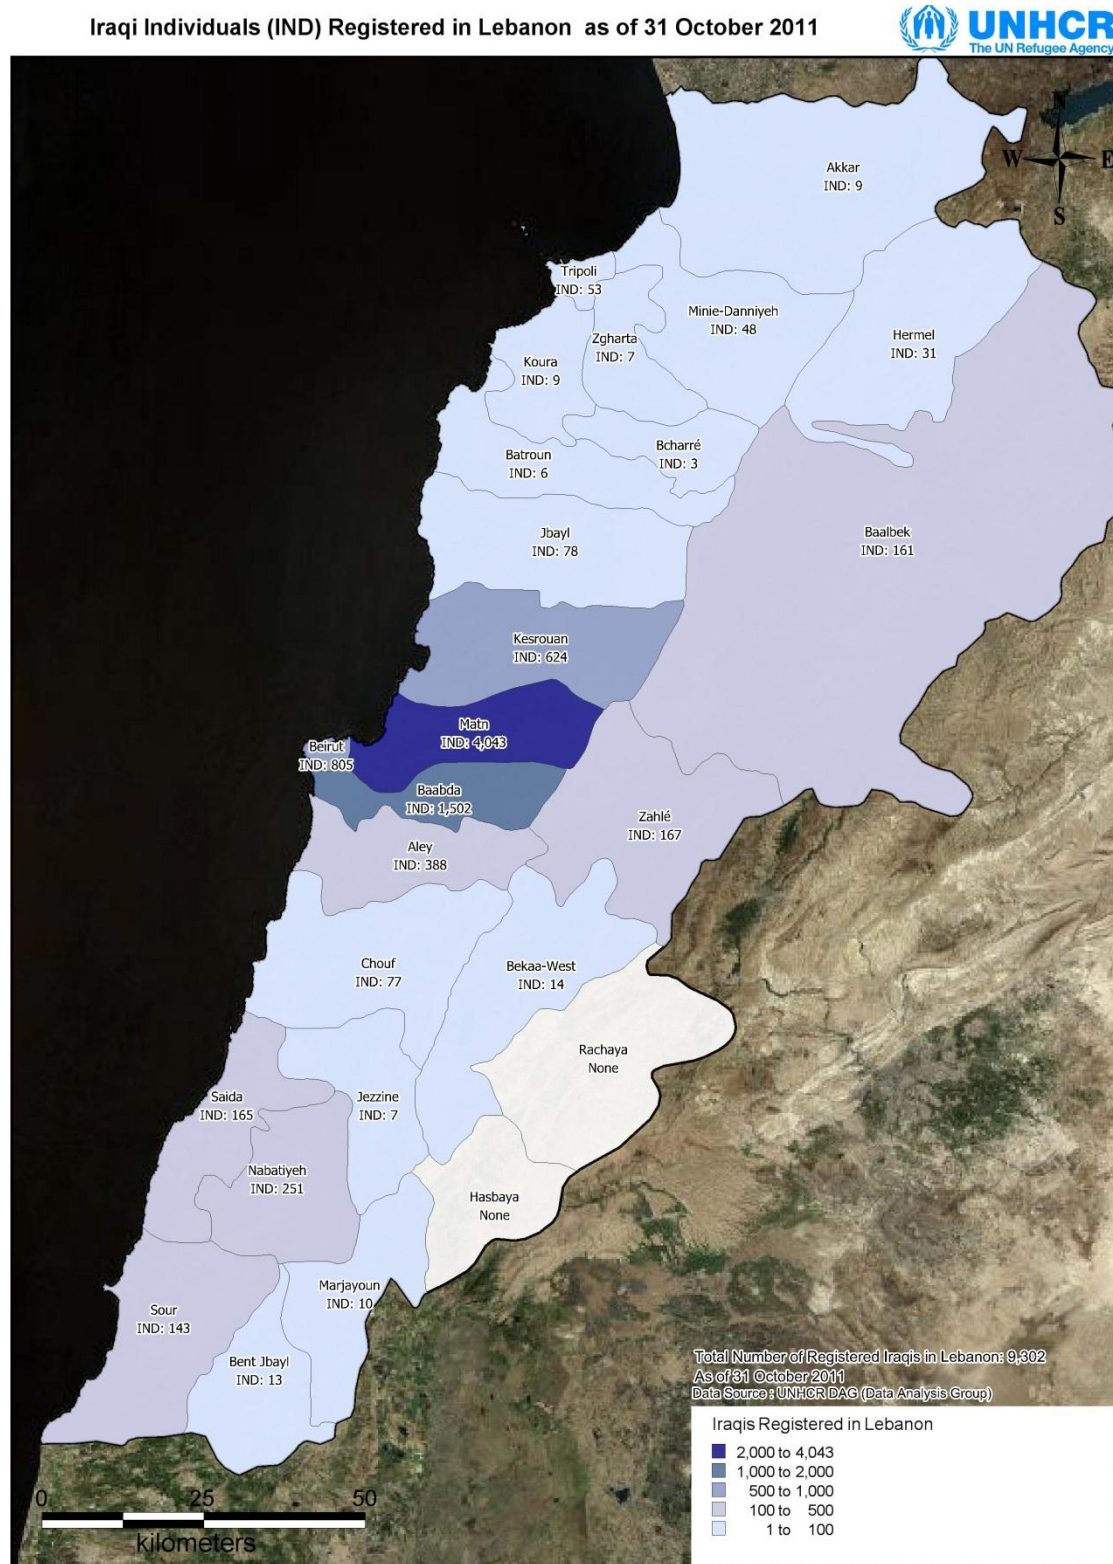 Iraqi Individuals (IND) Registered in Lebanon as of 31 October 2011
UNHCR
The UN Refugee Agency
N
W
E
S
Akkar
IND: 9
Tripoli
IND: 53
Minie-Danniyeh
IND: 48
Zgharta
IND: 7
Hermel
IND: 31
Koura
IND: 9
Batroun
IND: 6
Bcharré
IND: 3
Jbayl
IND: 78
Baalbek
IND: 161
Kesrouan
IND: 624
Matn
IND: 4,043
Beirut
IND: 805
Baabda
IND: 1,502
Zahlé
IND: 167
Aley
IND: 388
Chouf
IND: 77
Bekaa-West
IND: 14
Rachaya
None
Saida
IND: 165
Jezzine
IND: 7
Nabatiyeh
IND: 251
Hasbaya
None
Marjayoun
IND: 10
Sour
IND: 143
Bent Jbayl
IND: 13
Total Number of Registered Iraqis in Lebanon: 9,302
As of 31 October 2011
Data Source : UNHCR DAG (Data Analysis Group)
Iraqis Registered in Lebanon
2,000 to 4,043
1,000 to 2,000
500 to 1,000
100 to 500
1 to 100
0 25 50
kilometers